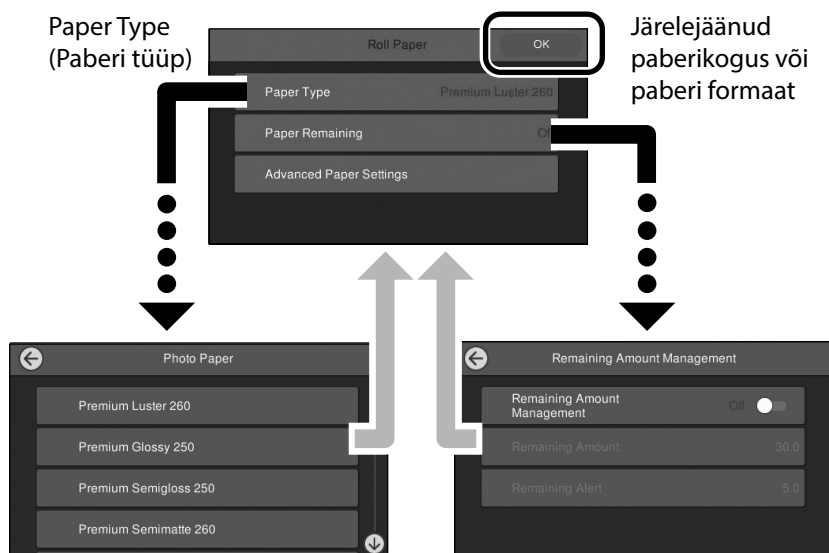 Paper Type
(Paberi tüüp)
Järelejäänud
paberikogus või
paberi formaat
Roll Paper
OK
Paper Type Premium Luster 260
Paper Remaining Off
Advanced Paper Settings
Photo Paper
Premium Luster 260
Premium Glossy 250
Premium Semigloss 250
Premium Semimatte 260
Remaining Amount Management
Remaining Amount
Management Off
Remaining Amount 30.0
Remaining Alert 5.0